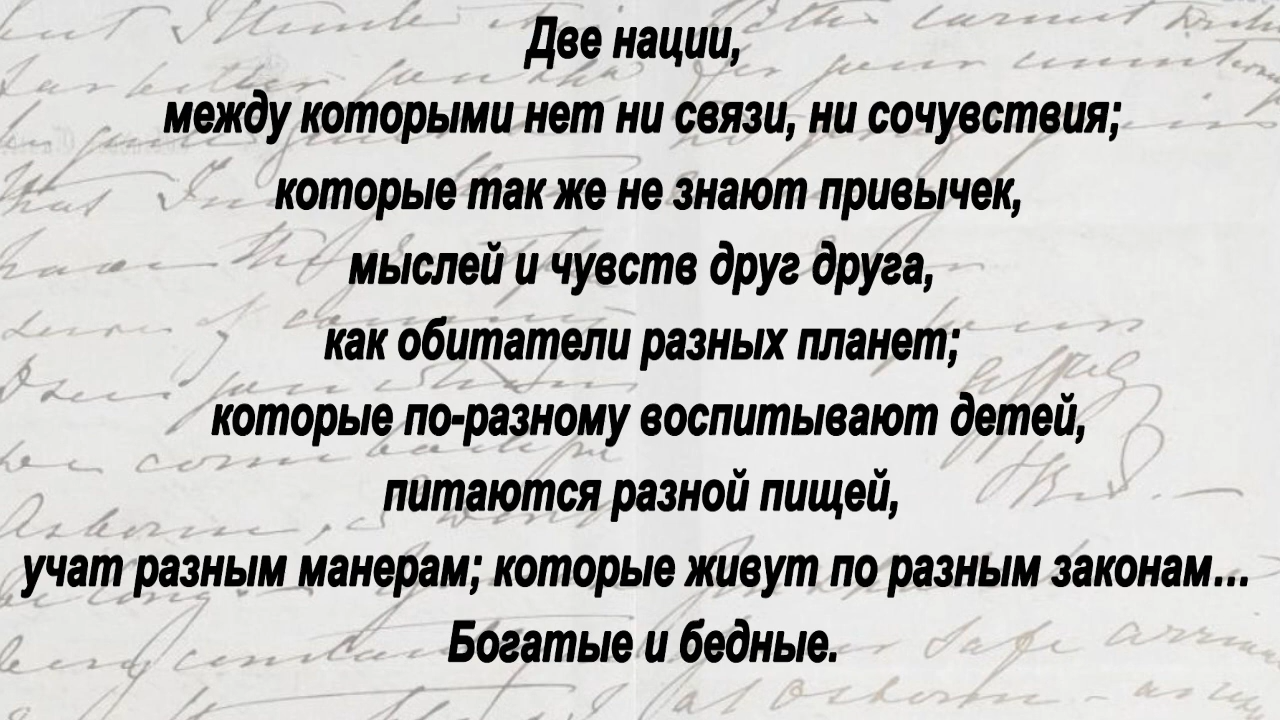 Две нации,
между которыми нет ни связи, ни сочувствия;
которые так же не знают привычек,
мыслей и чувств друг друга,
как обитатели разных планет;
которые по-разному воспитывают детей,
питаются разной пищей,
учат разным манерам; которые живут по разным законам...
Богатые и бедные.